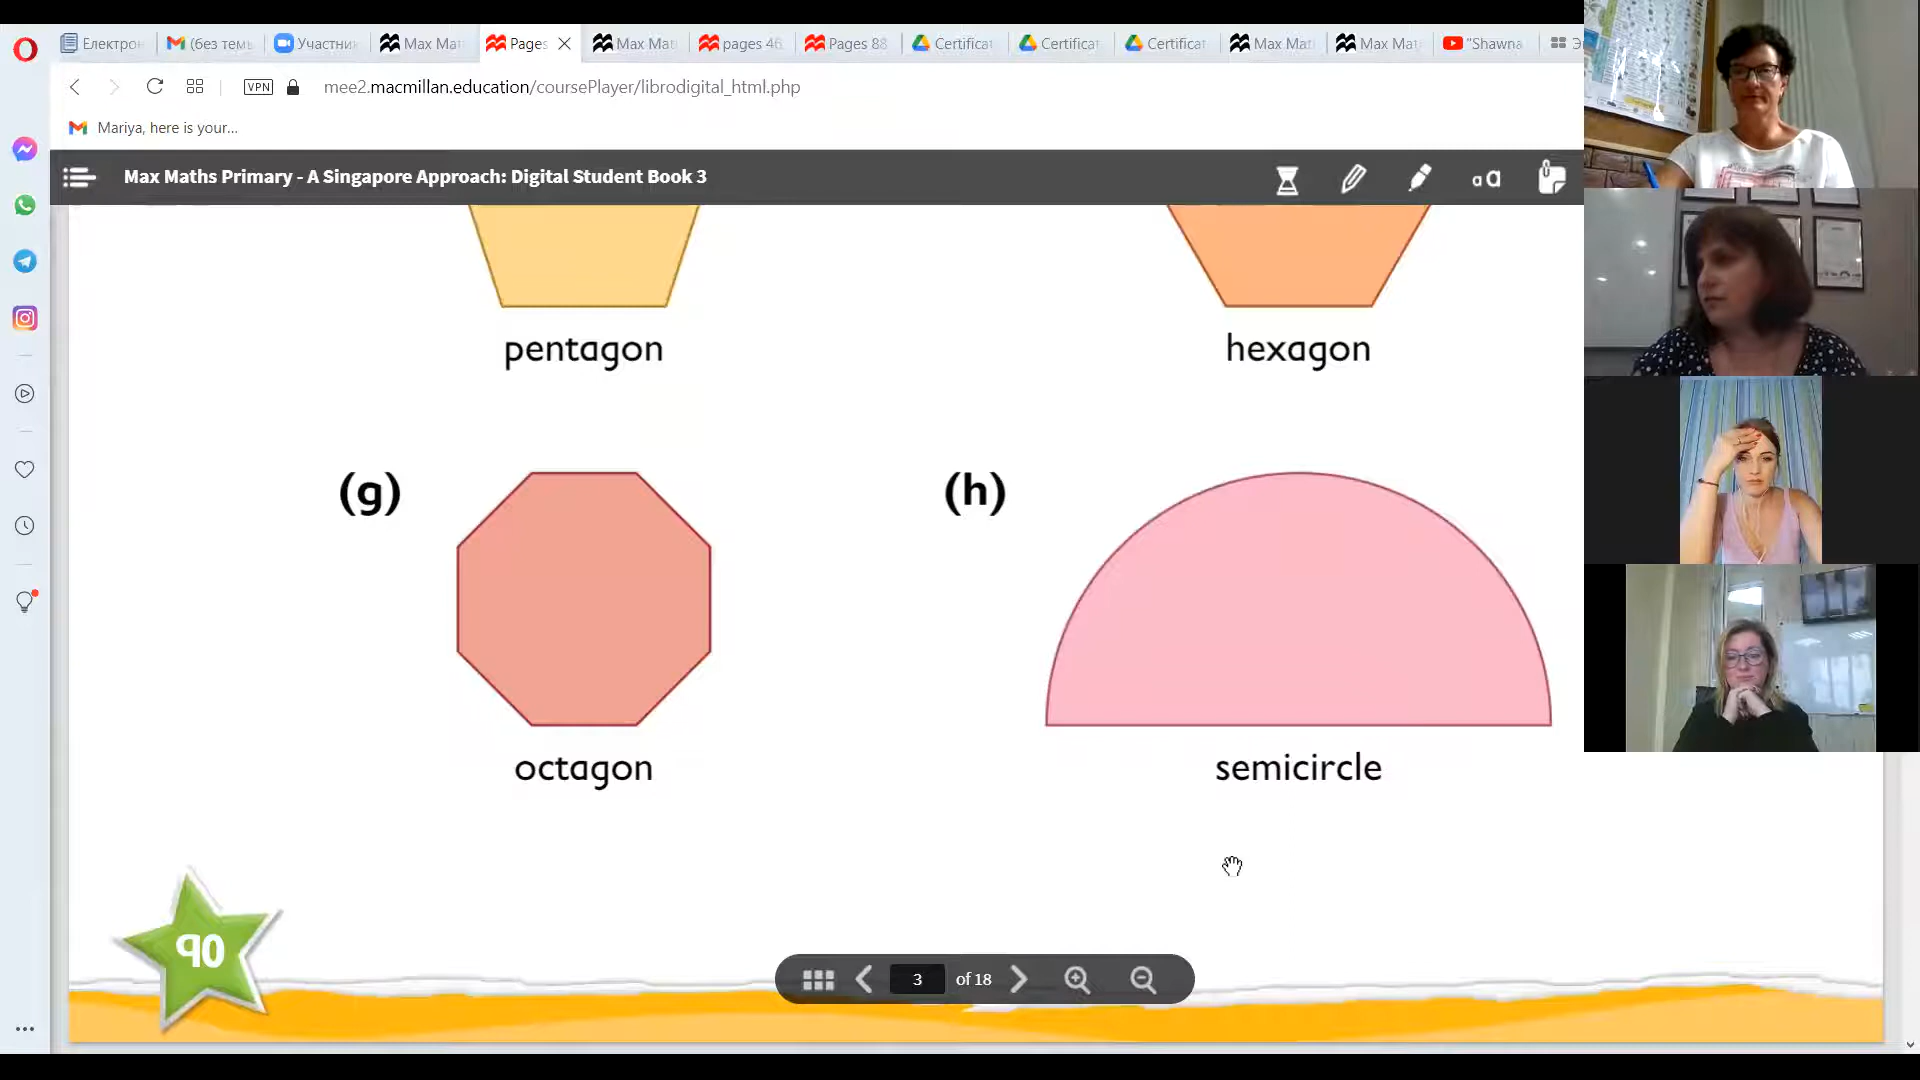 Електрон
(без темы
Участник
Max Mat
Pages
Max Mat
pages 46
Pages 88
Certificat
Certificat
Certificat
Max Mat
Max Mat
"Shawna
VPN
mee2.macmillan.education/coursePlayer/librodigital_html.php
Mariya, here is your...
Max Maths Primary - A Singapore Approach: Digital Student Book 3
aa
pentagon
hexagon
(g)
(h)
octagon
semicircle
90
3 of 18